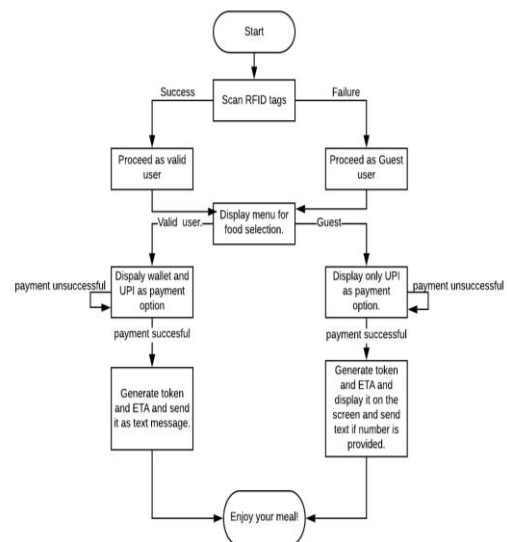 Start
Success
Failure
Scan RFID tags
Proceed as valid
user
Proceed as Guest
user
Display menu for
food selection.
Valid user.
Guest
Dispaly wallet and
UPI as payment
option
payment unsuccessful
Display only UPI
as payment
option.
payment unsuccessful
payment succesful
payment successful
Generate token
and ETA and send
it as text message.
Generate token
and ETA and
display it on the
screen and send
text if number is
provided.
Enjoy your meal!